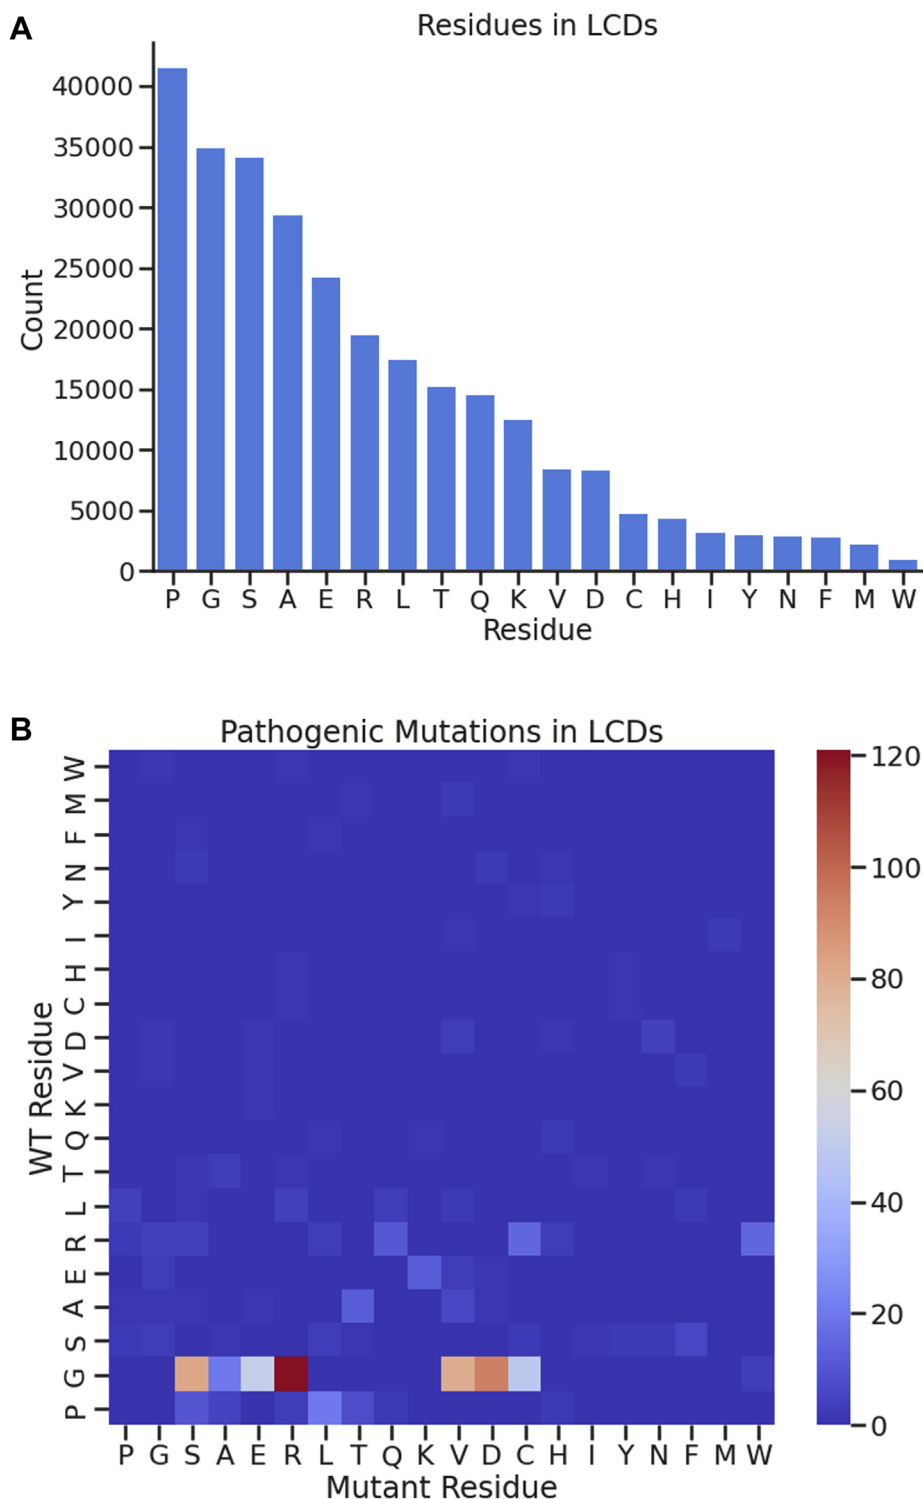 A
Residues in LCDs
Count
40000
35000
30000
25000
20000
15000
10000
5000
0
P G S A E R L T Q K V D C H I Y N F M W
Residue
B
Pathogenic Mutations in LCDs
WT Residue
W
M
F
N
Y
I
H
C
D
V
K
Q
T
L
R
E
A
S
G
P
P G S A E R L T Q K V D C H I Y N F M W
Mutant Residue
120
100
80
60
40
20
0